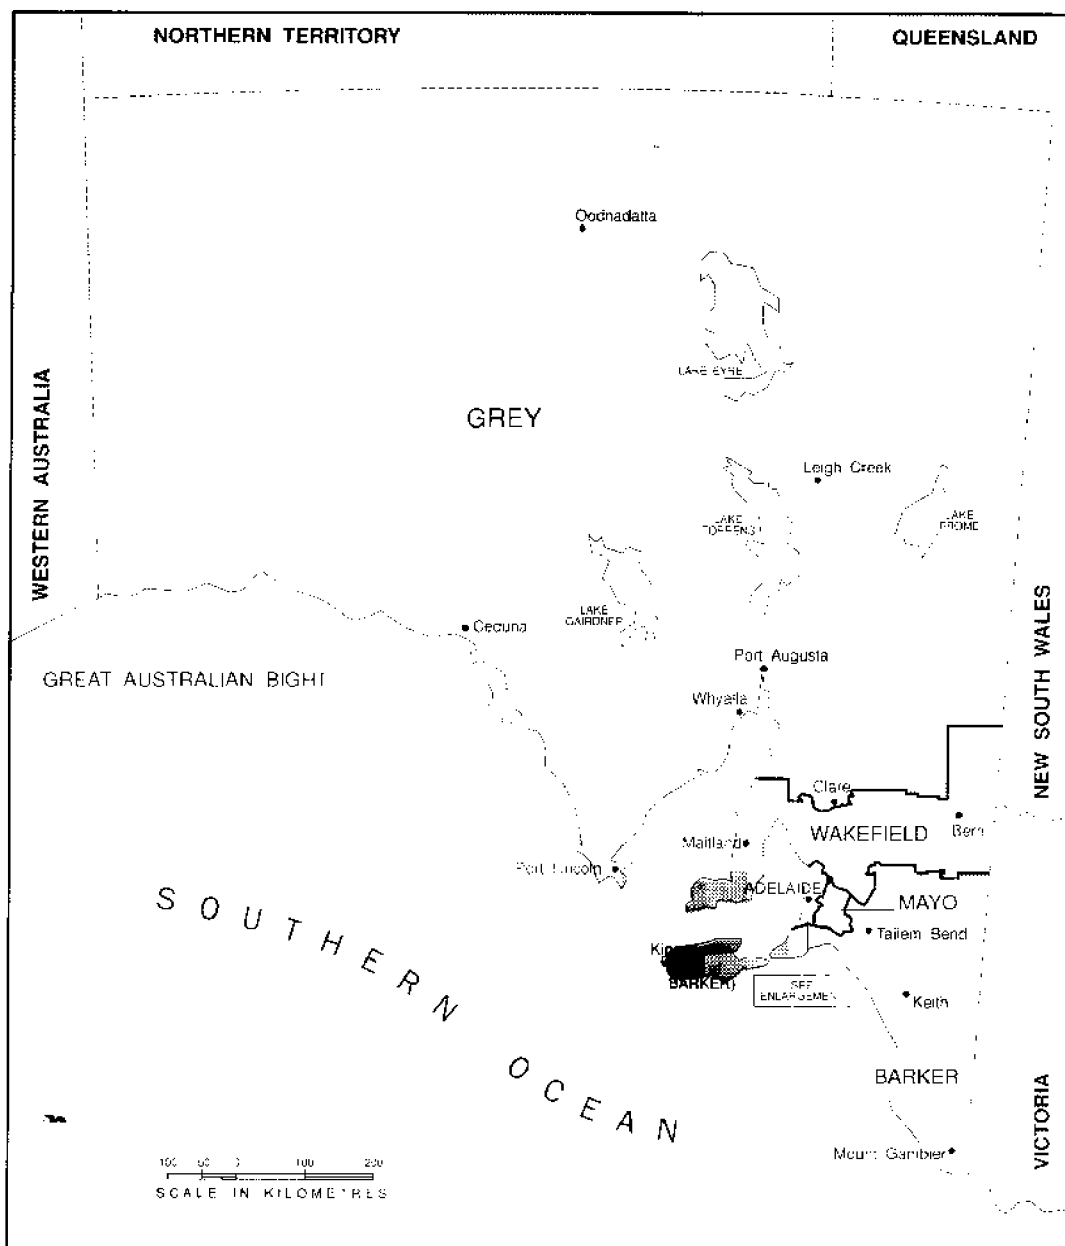 NORTHERN TERRITORY
QUEENSLAND
Oodnadatta
LAKE EYRE
WESTERN AUSTRALIA
GREY
Leigh Creek
LAKE
TORRENS
LAKE
FROME
LAKE
GAIRDNER
Ceduna
NEW SOUTH WALES
Port Augusta
GREAT AUSTRALIAN BIGHT
Whyalla
Clare
WAKEFIELD
Berri
Maitland
Port Lincoln
ADELAIDE
MAYO
Tailem Bend
SOUTHERN OCEAN
BARKER)
SEE
ENLARGEMENT
Keith
BARKER
VICTORIA
Mount Gambier
100 50 0 100 200
SCALE IN KILOMETRES